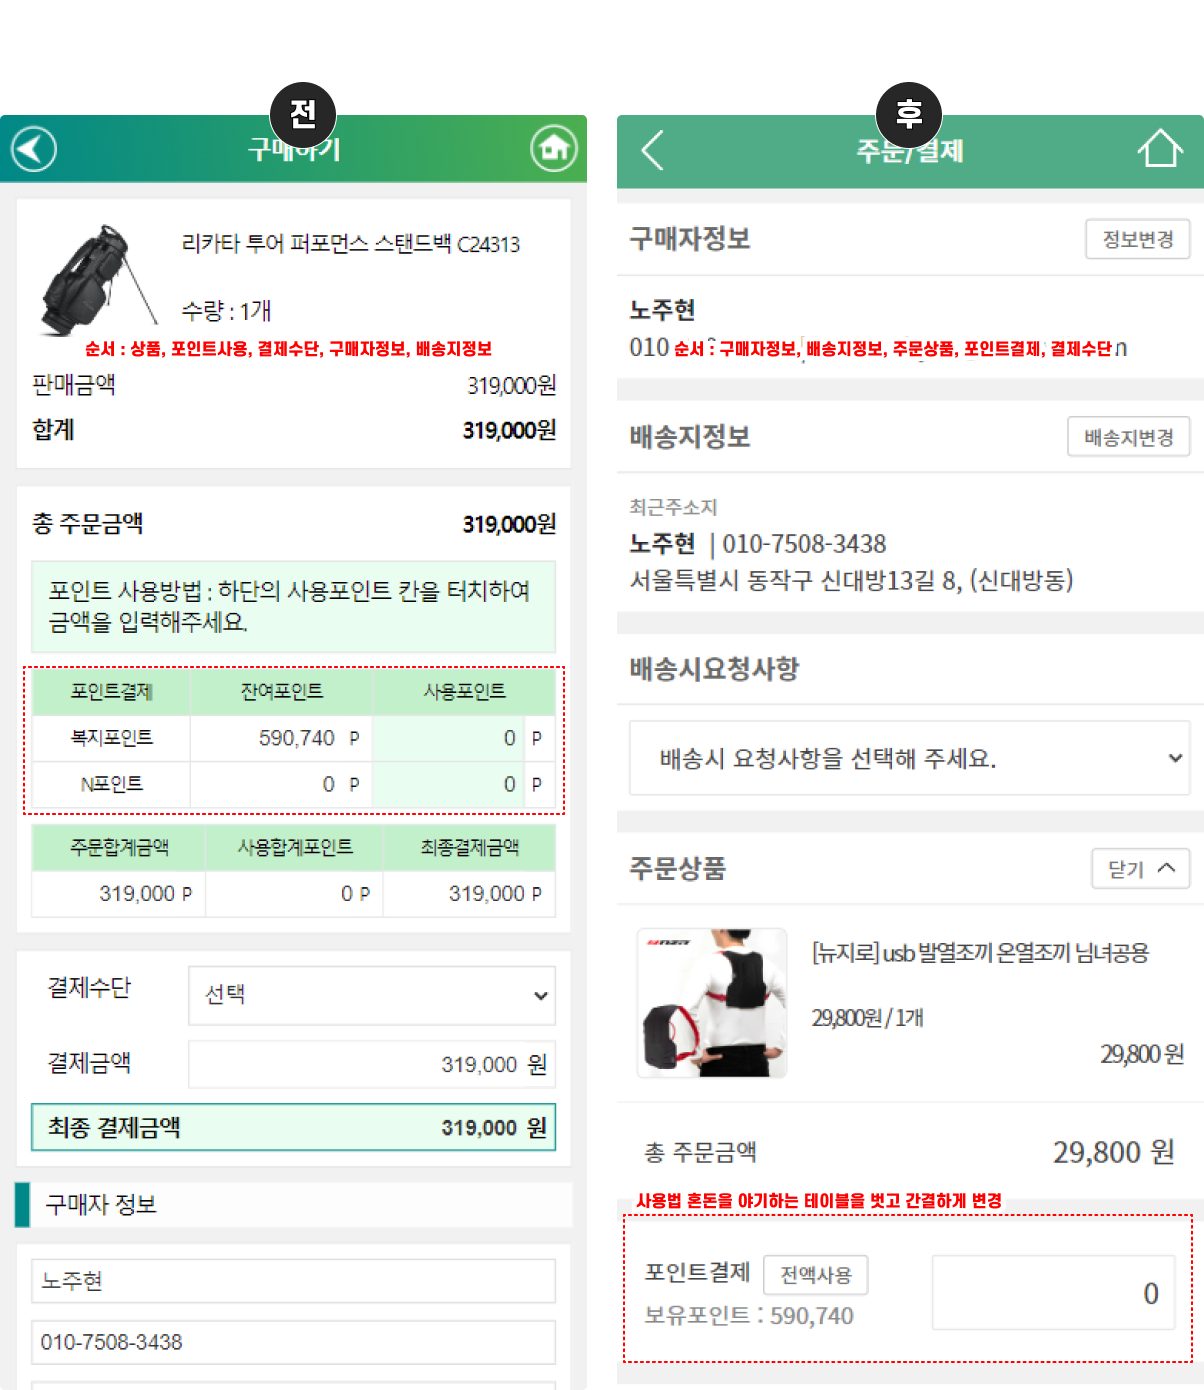 전
구매하기
리카타 투어 퍼포먼스 스탠드백 C24313
수량 : 1개
순서 : 상품, 포인트사용, 결제수단, 구매자정보, 배송지정보
판매금액 319,000원
합계 319,000원
총 주문금액 319,000원
포인트 사용방법 : 하단의 사용포인트 칸을 터치하여
금액을 입력해주세요.
포인트결제 잔여포인트 사용포인트
복지포인트 590,740 P 0 P
N포인트 0 P 0 P
주문합계금액 사용합계포인트 최종결제금액
319,000 P 0 P 319,000 P
결제수단 선택
결제금액 319,000 원
최종 결제금액 319,000 원
구매자 정보
노주현
010-7508-3438
후
주문/결제
구매자정보 정보변경
노주현
010
순서 : 구매자정보, 배송지정보, 주문상품, 포인트결제, 결제수단
배송지정보 배송지변경
최근주소지
노주현 | 010-7508-3438
서울특별시 동작구 신대방13길 8, (신대방동)
배송시요청사항
배송시 요청사항을 선택해 주세요.
주문상품 닫기
[뉴지로] usb 발열조끼 온열조끼 남녀공용
29,800원 / 1개
29,800 원
총 주문금액 29,800 원
사용법 혼돈을 야기하는 테이블을 벗고 간결하게 변경
포인트결제 전액사용 0
보유포인트 : 590,740